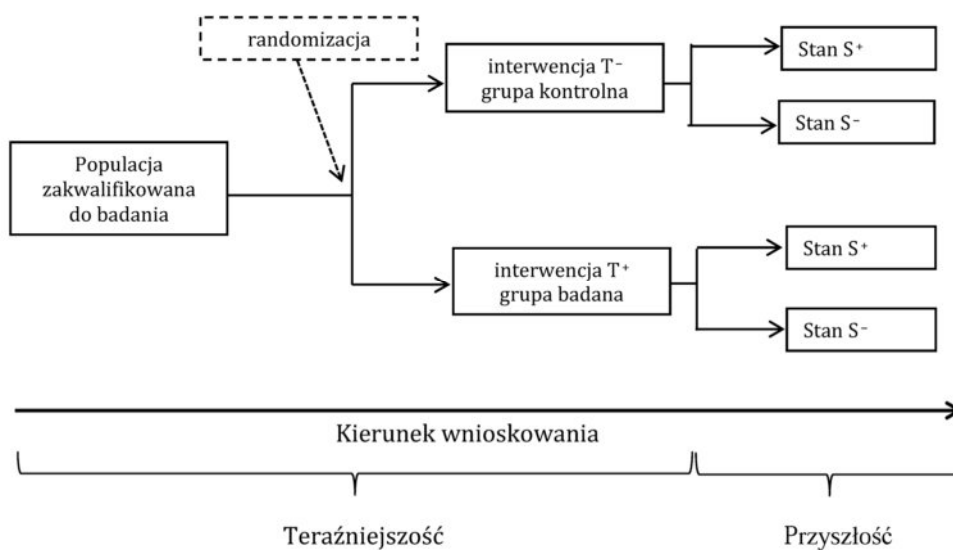 randomizacja
interwencja T⁻
grupa kontrolna
Stan S⁺
Stan S⁻
Populacja
zakwalifikowana
do badania
interwencja T⁺
grupa badana
Stan S⁺
Stan S⁻
Kierunek wnioskowania
Teraźniejszość
Przyszłość